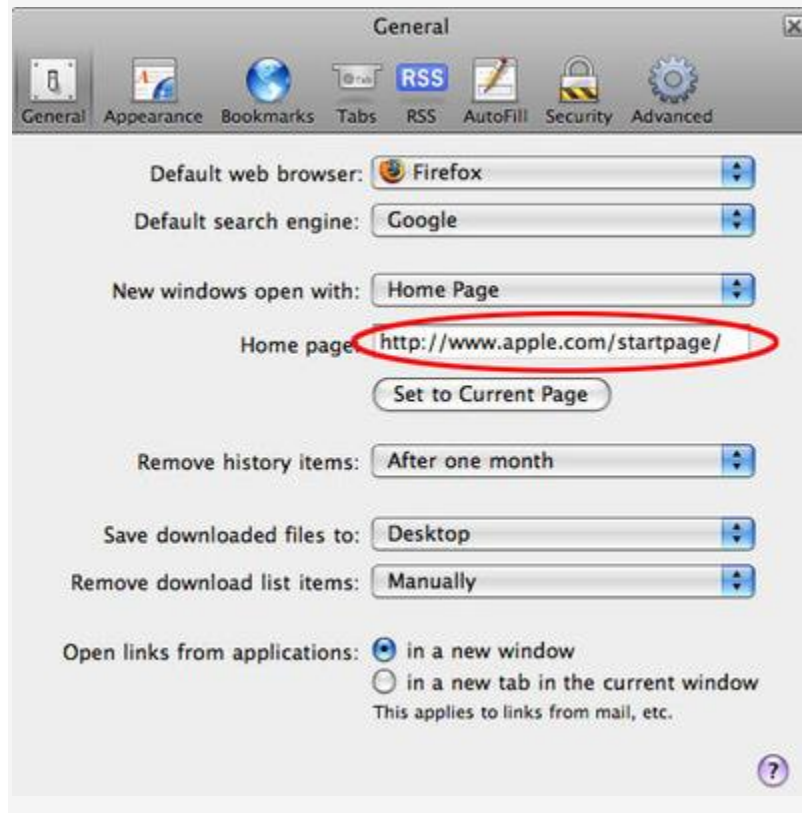 General
General Appearance Bookmarks Tabs RSS AutoFill Security Advanced
Default web browser: Firefox
Default search engine: Google
New windows open with: Home Page
Home page: http://www.apple.com/startpage/
Set to Current Page
Remove history items: After one month
Save downloaded files to: Desktop
Remove download list items: Manually
Open links from applications: in a new window
in a new tab in the current window
This applies to links from mail, etc.
?